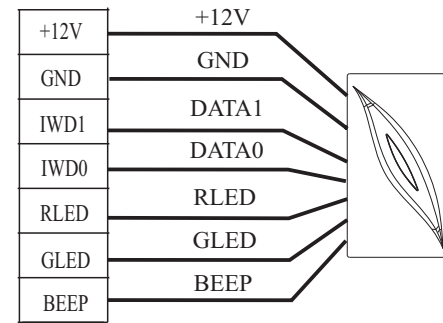 +12V +12V
GND GND
IWD1 DATA1
IWD0 DATA0
RLED RLED
GLED GLED
BEEP BEEP